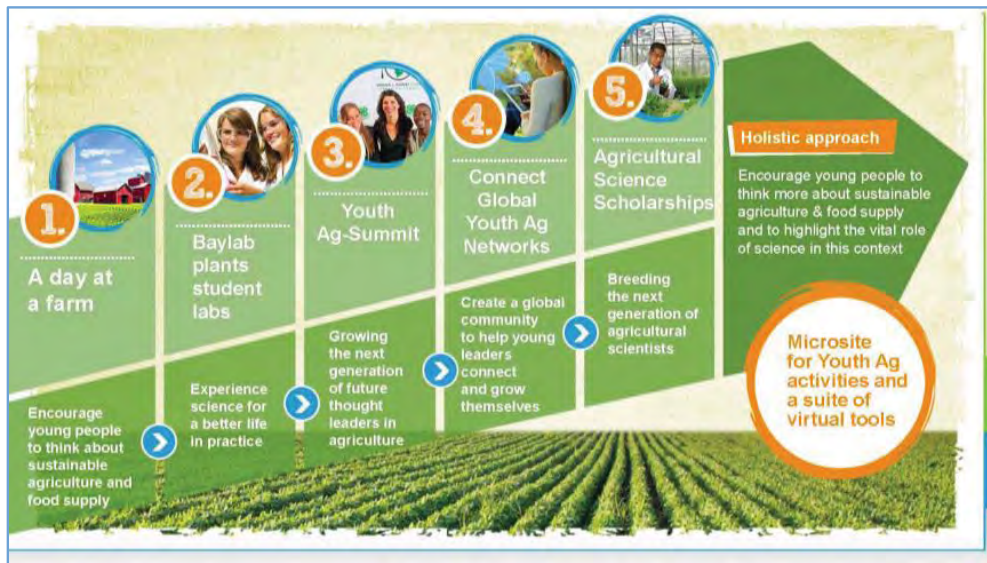 1.
A day at
a farm
Encourage
young people
to think about
sustainable
agriculture and
food supply
2.
Baylab
plants
student
labs
Experience
science for
a better life
in practice
3.
Youth
Ag-Summit
Growing
the next
generation
of future
thought
leaders in
agriculture
4.
Connect
Global
Youth Ag
Networks
Create a global
community
to help young
leaders
connect
and grow
themselves
5.
Agricultural
Science
Scholarships
Breeding
the next
generation of
agricultural
scientists
Holistic approach
Encourage young people to
think more about sustainable
agriculture & food supply
and to highlight the vital role
of science in this context
Microsite
for Youth Ag
activities and
a suite of
virtual tools